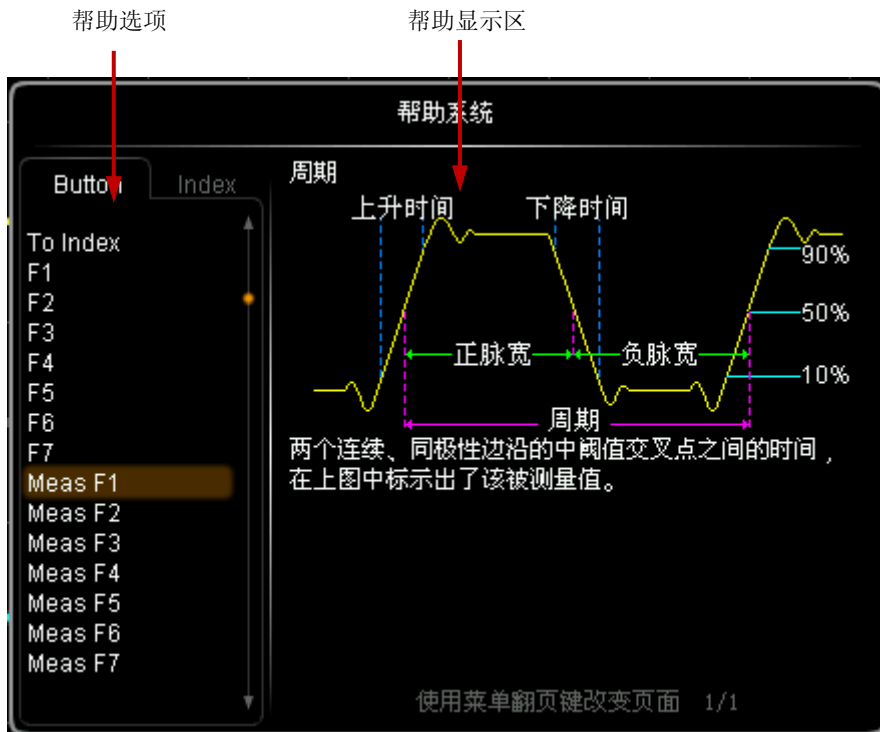 帮助选项
帮助显示区
帮助系统
Button
Index
To Index
F1
F2
F3
F4
F5
F6
F7
Meas F1
Meas F2
Meas F3
Meas F4
Meas F5
Meas F6
Meas F7
周期
上升时间
下降时间
90%
50%
正脉宽
负脉宽
10%
周期
两个连续、同极性边沿的中阈值交叉点之间的时间，
在上图中标示出了该被测量值。
使用菜单翻页键改变页面 1/1